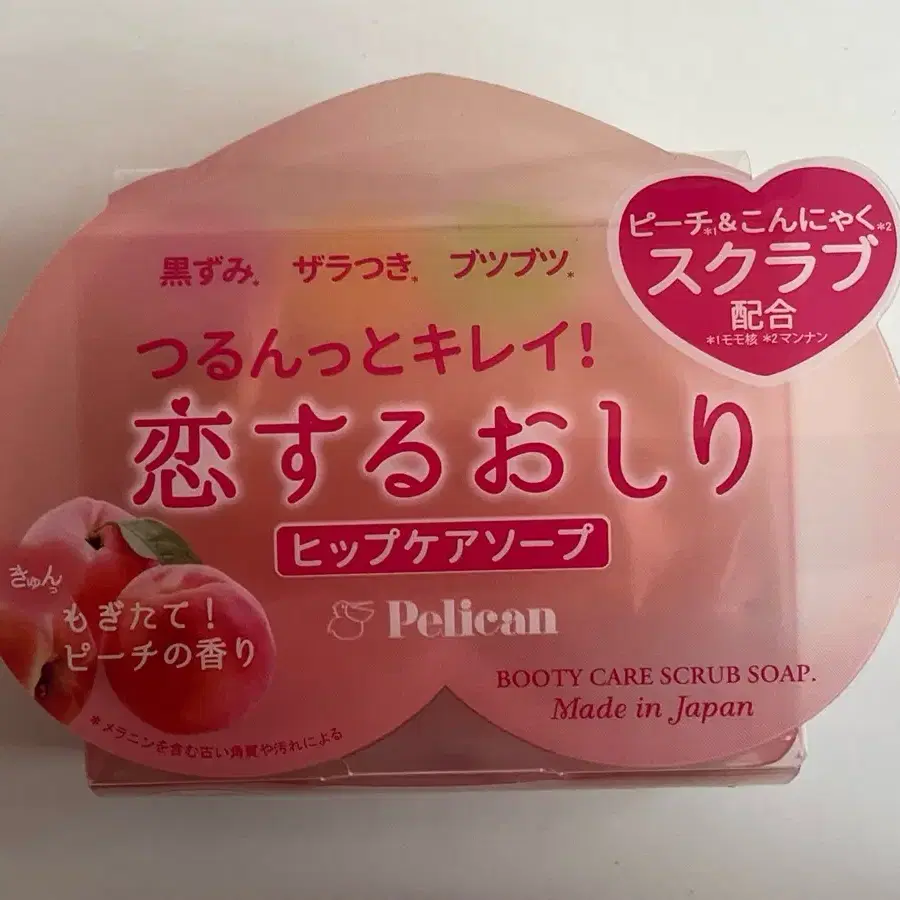 ピーチ*1&こんにゃく*2
スクラブ
配合
*1モモ核 *2マンナン
黒ずみ* ザラつき* ブツブツ*
つるんっとキレイ!
恋するおしり
ヒップケアソープ
Pelican
きゅんっ
もぎたて!
ピーチの香り
BOOTY CARE SCRUB SOAP.
Made in Japan
*メラニンを含む古い角質や汚れによる